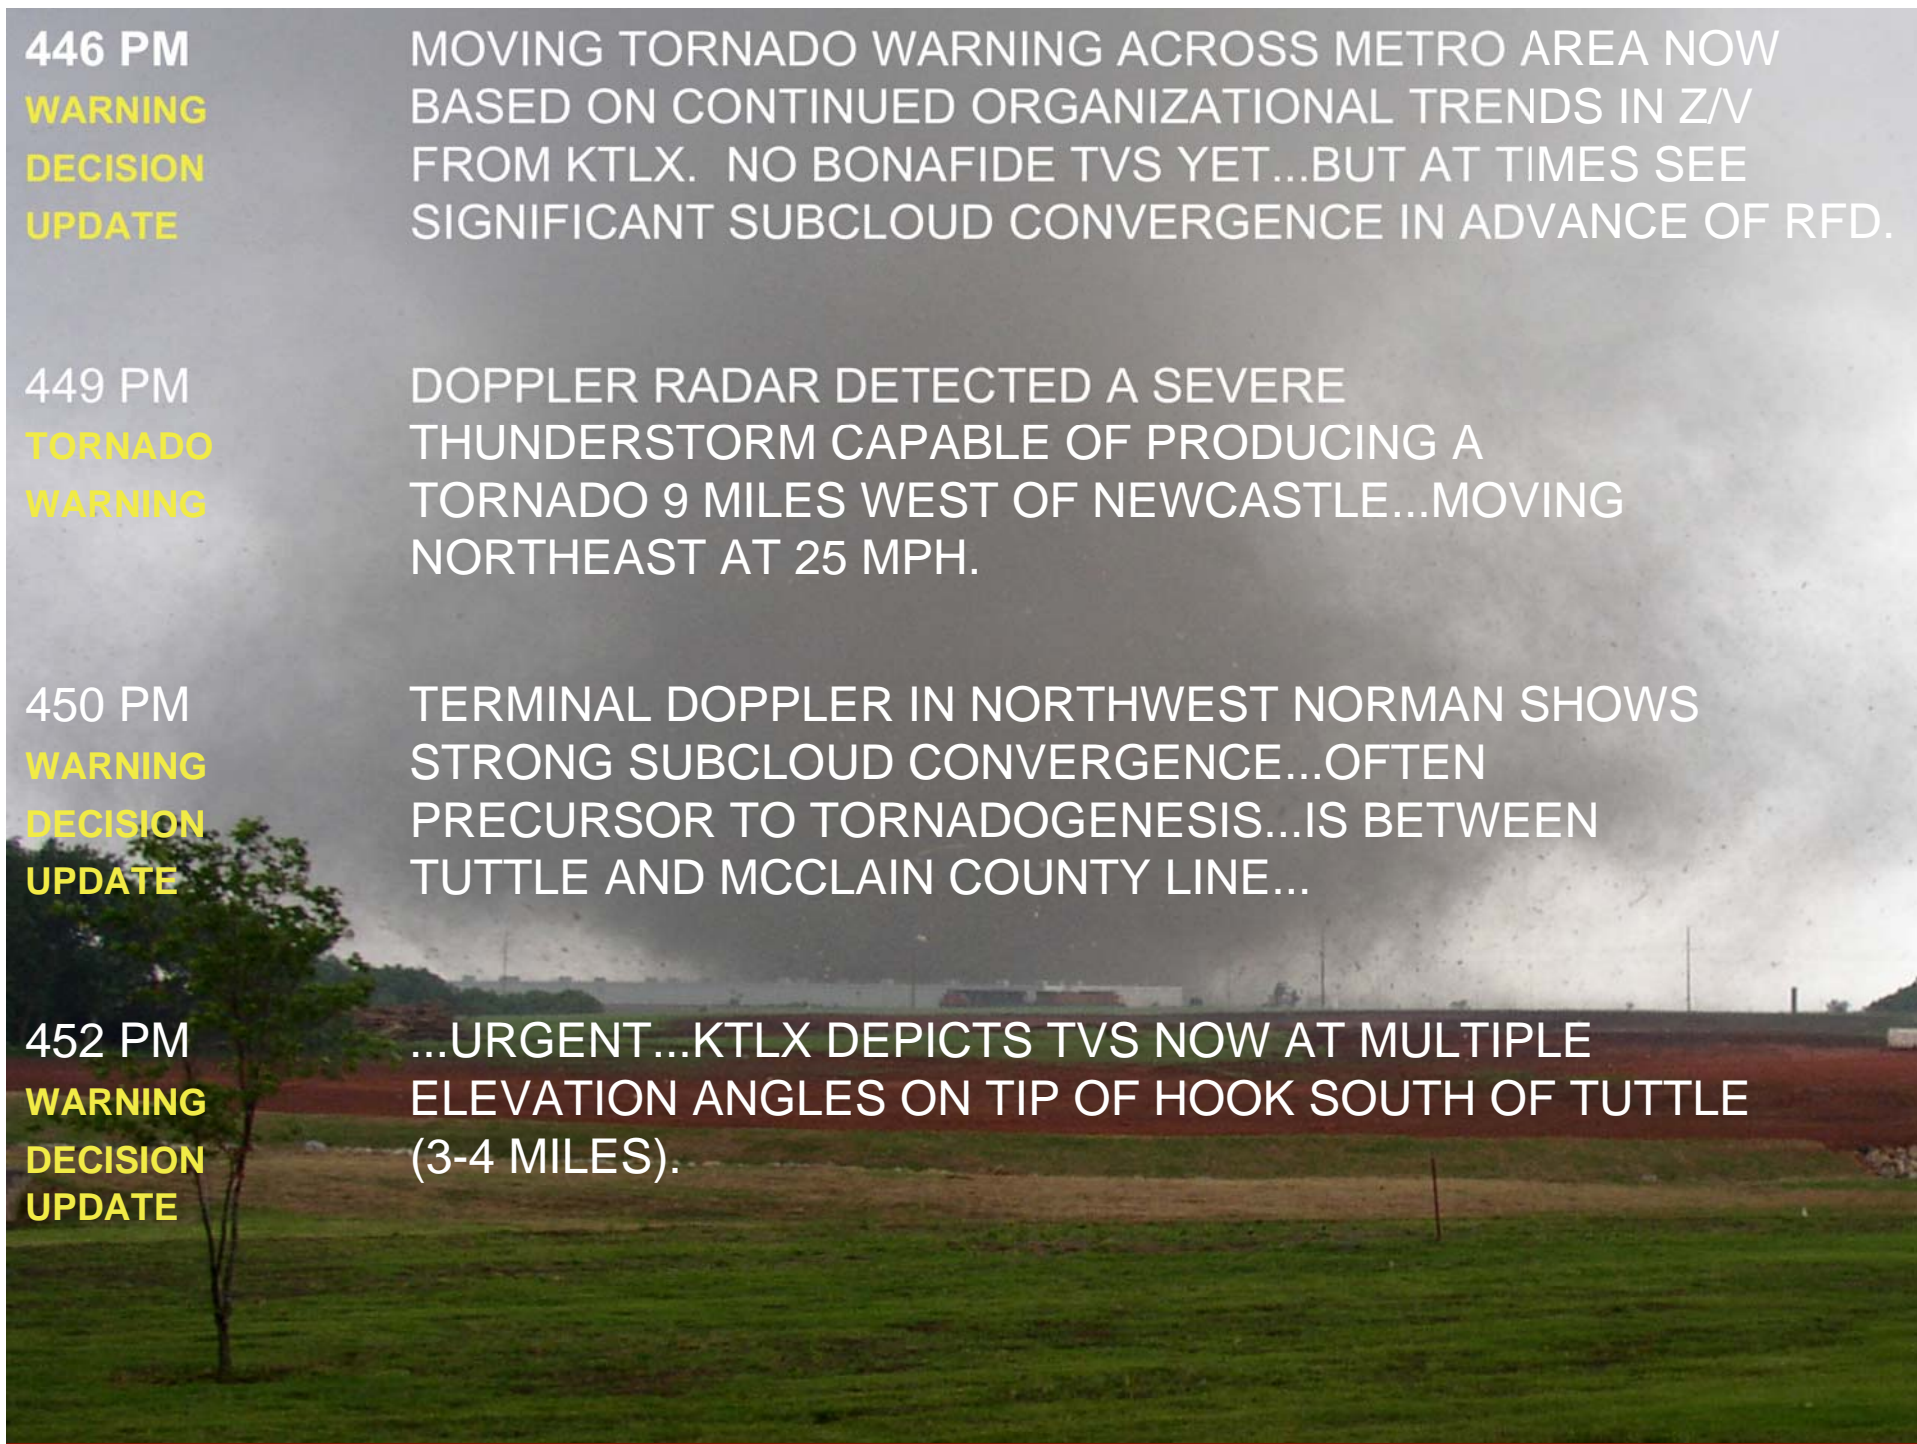 446 PM MOVING TORNADO WARNING ACROSS METRO AREA NOW
WARNING BASED ON CONTINUED ORGANIZATIONAL TRENDS IN Z/V
DECISION FROM KTLX.  NO BONAFIDE TVS YET...BUT AT TIMES SEE
UPDATE SIGNIFICANT SUBCLOUD CONVERGENCE IN ADVANCE OF RFD.
449 PM DOPPLER RADAR DETECTED A SEVERE
TORNADO THUNDERSTORM CAPABLE OF PRODUCING A
WARNING TORNADO 9 MILES WEST OF NEWCASTLE...MOVING
NORTHEAST AT 25 MPH.
450 PM TERMINAL DOPPLER IN NORTHWEST NORMAN SHOWS
WARNING STRONG SUBCLOUD CONVERGENCE...OFTEN
DECISION PRECURSOR TO TORNADOGENESIS...IS BETWEEN
UPDATE TUTTLE AND MCCLAIN COUNTY LINE...
452 PM ...URGENT...KTLX DEPICTS TVS NOW AT MULTIPLE
WARNING ELEVATION ANGLES ON TIP OF HOOK SOUTH OF TUTTLE
DECISION (3-4 MILES).
UPDATE